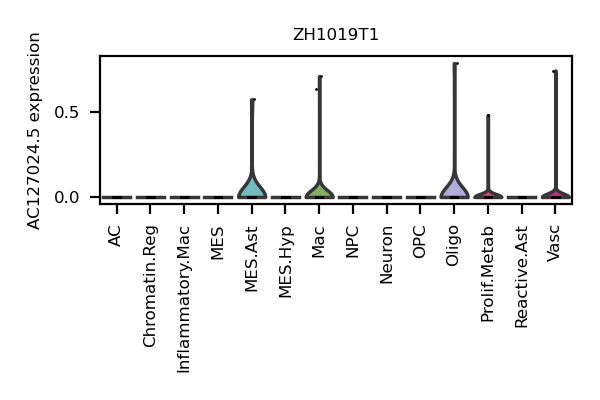 ZH1019T1
AC127024.5 expression
0.5
0.0
AC
Chromatin.Reg
Inflammatory.Mac
MES
MES.Ast
MES.Hyp
Mac
NPC
Neuron
OPC
Oligo
Prolif.Metab
Reactive.Ast
Vasc